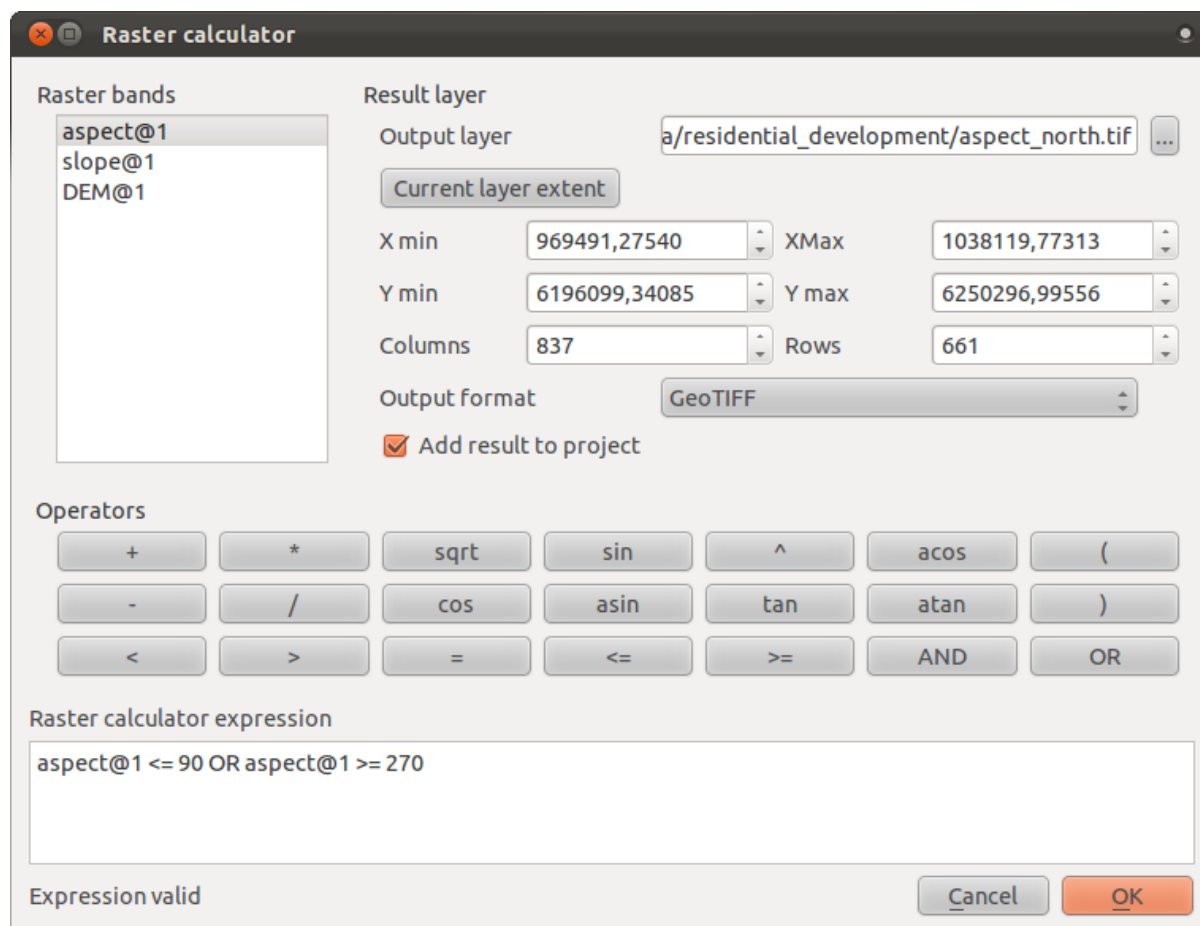 Raster calculator
Raster bands
aspect@1
slope@1
DEM@1
Result layer
Output layer a/residential_development/aspect_north.tif ...
Current layer extent
X min 969491,27540 XMax 1038119,77313
Y min 6196099,34085 Y max 6250296,99556
Columns 837 Rows 661
Output format GeoTIFF
Add result to project
Operators
+ * sqrt sin ^ acos (
- / cos asin tan atan )
< > = <= >= AND OR
Raster calculator expression
aspect@1 <= 90 OR aspect@1 >= 270
Expression valid Cancel OK